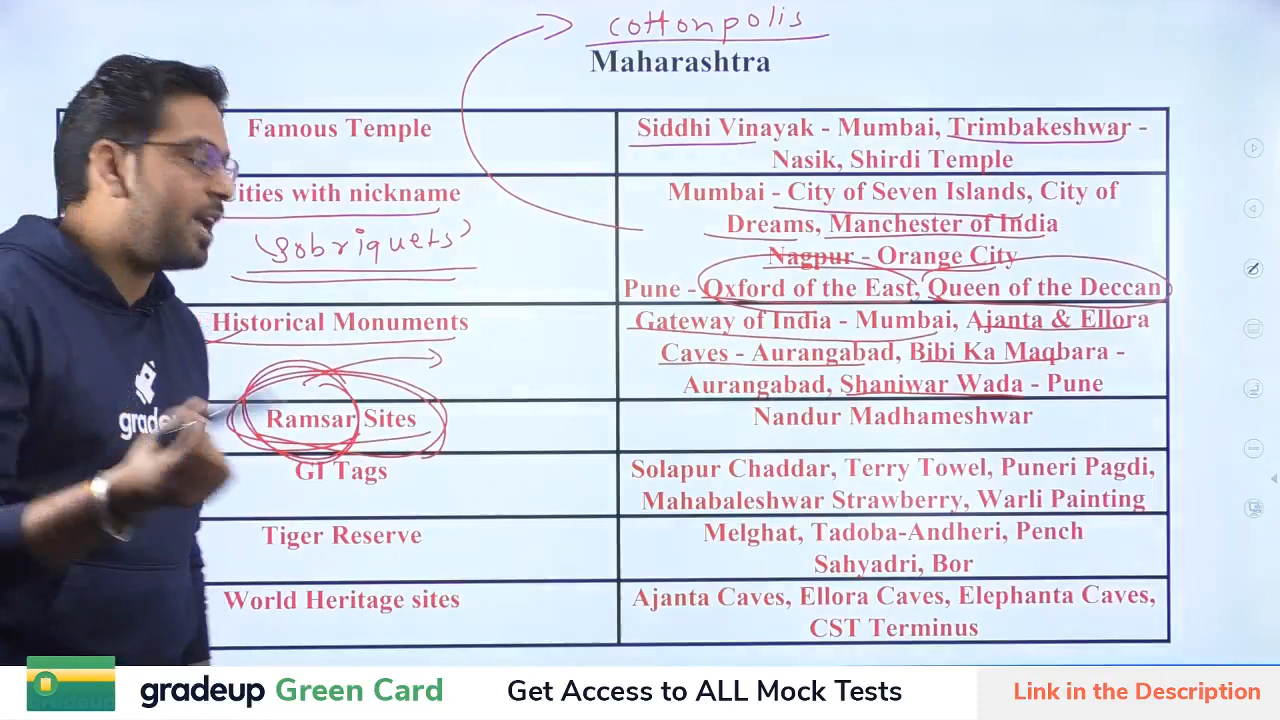 cottonpolis
Maharashtra
Famous Temple
Siddhi Vinayak - Mumbai, Trimbakeshwar -
Nasik, Shirdi Temple
ities with nickname
Sobriquets
Mumbai - City of Seven Islands, City of
Dreams, Manchester of India
Nagpur - Orange City
Pune - Oxford of the East, Queen of the Deccan
Historical Monuments
Gateway of India - Mumbai, Ajanta & Ellora
Caves - Aurangabad, Bibi Ka Maqbara -
Aurangabad, Shaniwar Wada - Pune
Ramsar Sites
Nandur Madhameshwar
GI Tags
Solapur Chaddar, Terry Towel, Puneri Pagdi,
Mahabaleshwar Strawberry, Warli Painting
Tiger Reserve
Melghat, Tadoba-Andheri, Pench
Sahyadri, Bor
World Heritage sites
Ajanta Caves, Ellora Caves, Elephanta Caves,
CST Terminus
gradeup
gradeup Green Card
Get Access to ALL Mock Tests
Link in the Description